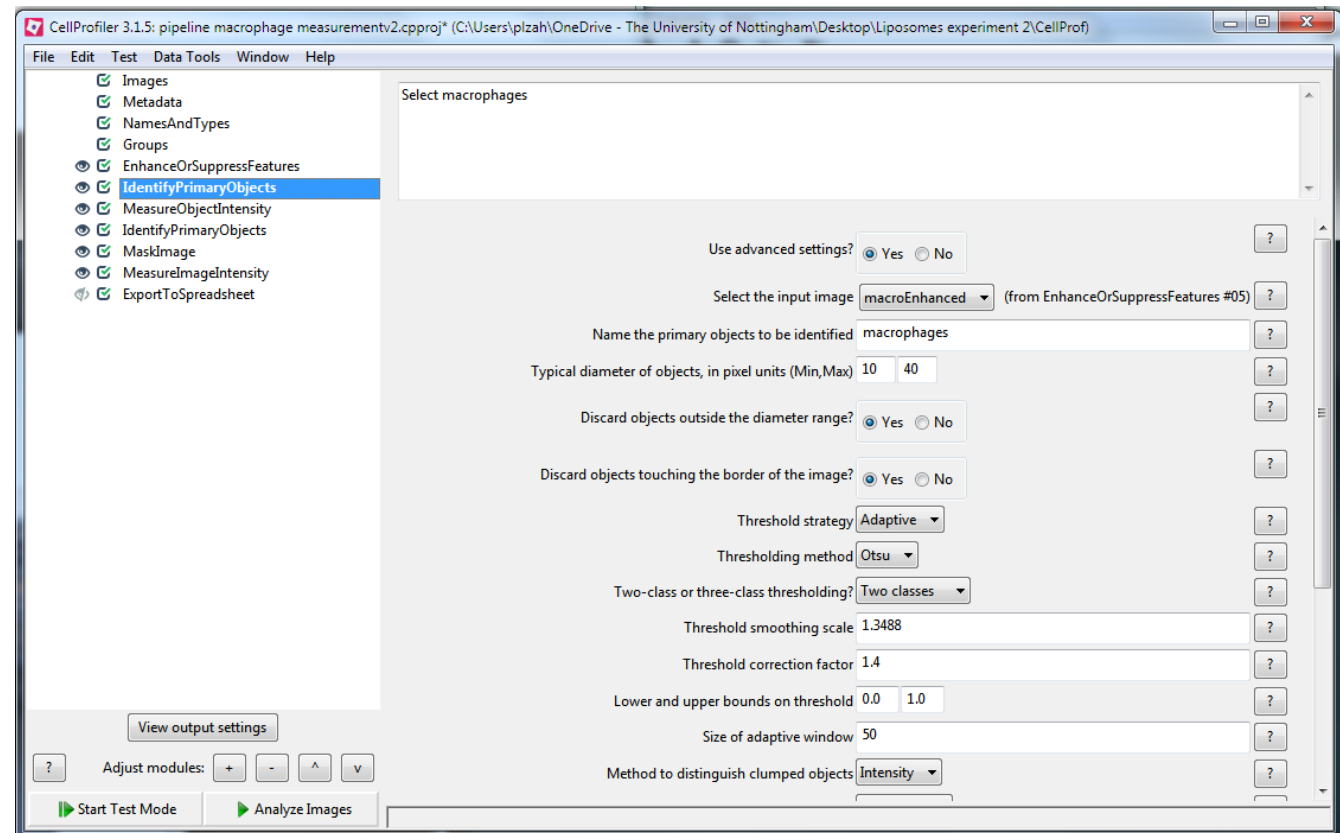 CellProfiler 3.1.5: pipeline macrophage measurementv2.cpproj* (C:\Users\plzah\OneDrive - The University of Nottingham\Desktop\Liposomes experiment 2\CellProf)
File Edit Test Data Tools Window Help
Images
Metadata
NamesAndTypes
Groups
EnhanceOrSuppressFeatures
IdentifyPrimaryObjects
MeasureObjectIntensity
IdentifyPrimaryObjects
MaskImage
MeasureImageIntensity
ExportToSpreadsheet
View output settings
? Adjust modules: + - ^ v
Start Test Mode Analyze Images
Select macrophages
Use advanced settings? Yes No ?
Select the input image macroEnhanced (from EnhanceOrSuppressFeatures #05) ?
Name the primary objects to be identified macrophages ?
Typical diameter of objects, in pixel units (Min,Max) 10 40 ?
Discard objects outside the diameter range? Yes No ?
Discard objects touching the border of the image? Yes No ?
Threshold strategy Adaptive ?
Thresholding method Otsu ?
Two-class or three-class thresholding? Two classes ?
Threshold smoothing scale 1.3488 ?
Threshold correction factor 1.4 ?
Lower and upper bounds on threshold 0.0 1.0 ?
Size of adaptive window 50 ?
Method to distinguish clumped objects Intensity ?